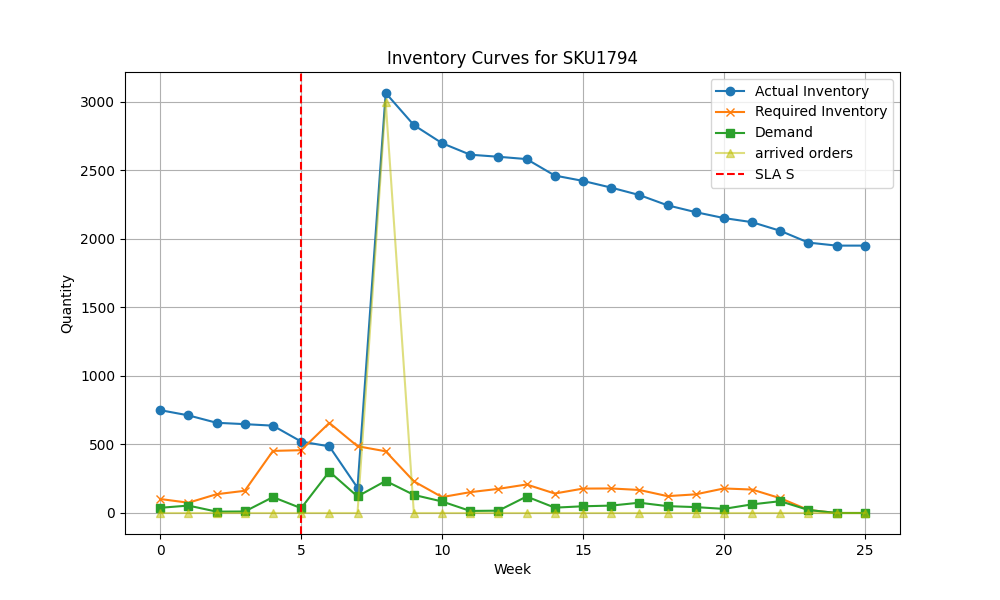 Inventory Curves for SKU1794
Actual Inventory
Required Inventory
Demand
arrived orders
SLA S
Quantity
3000
2500
2000
1500
1000
500
0
0 5 10 15 20 25
Week